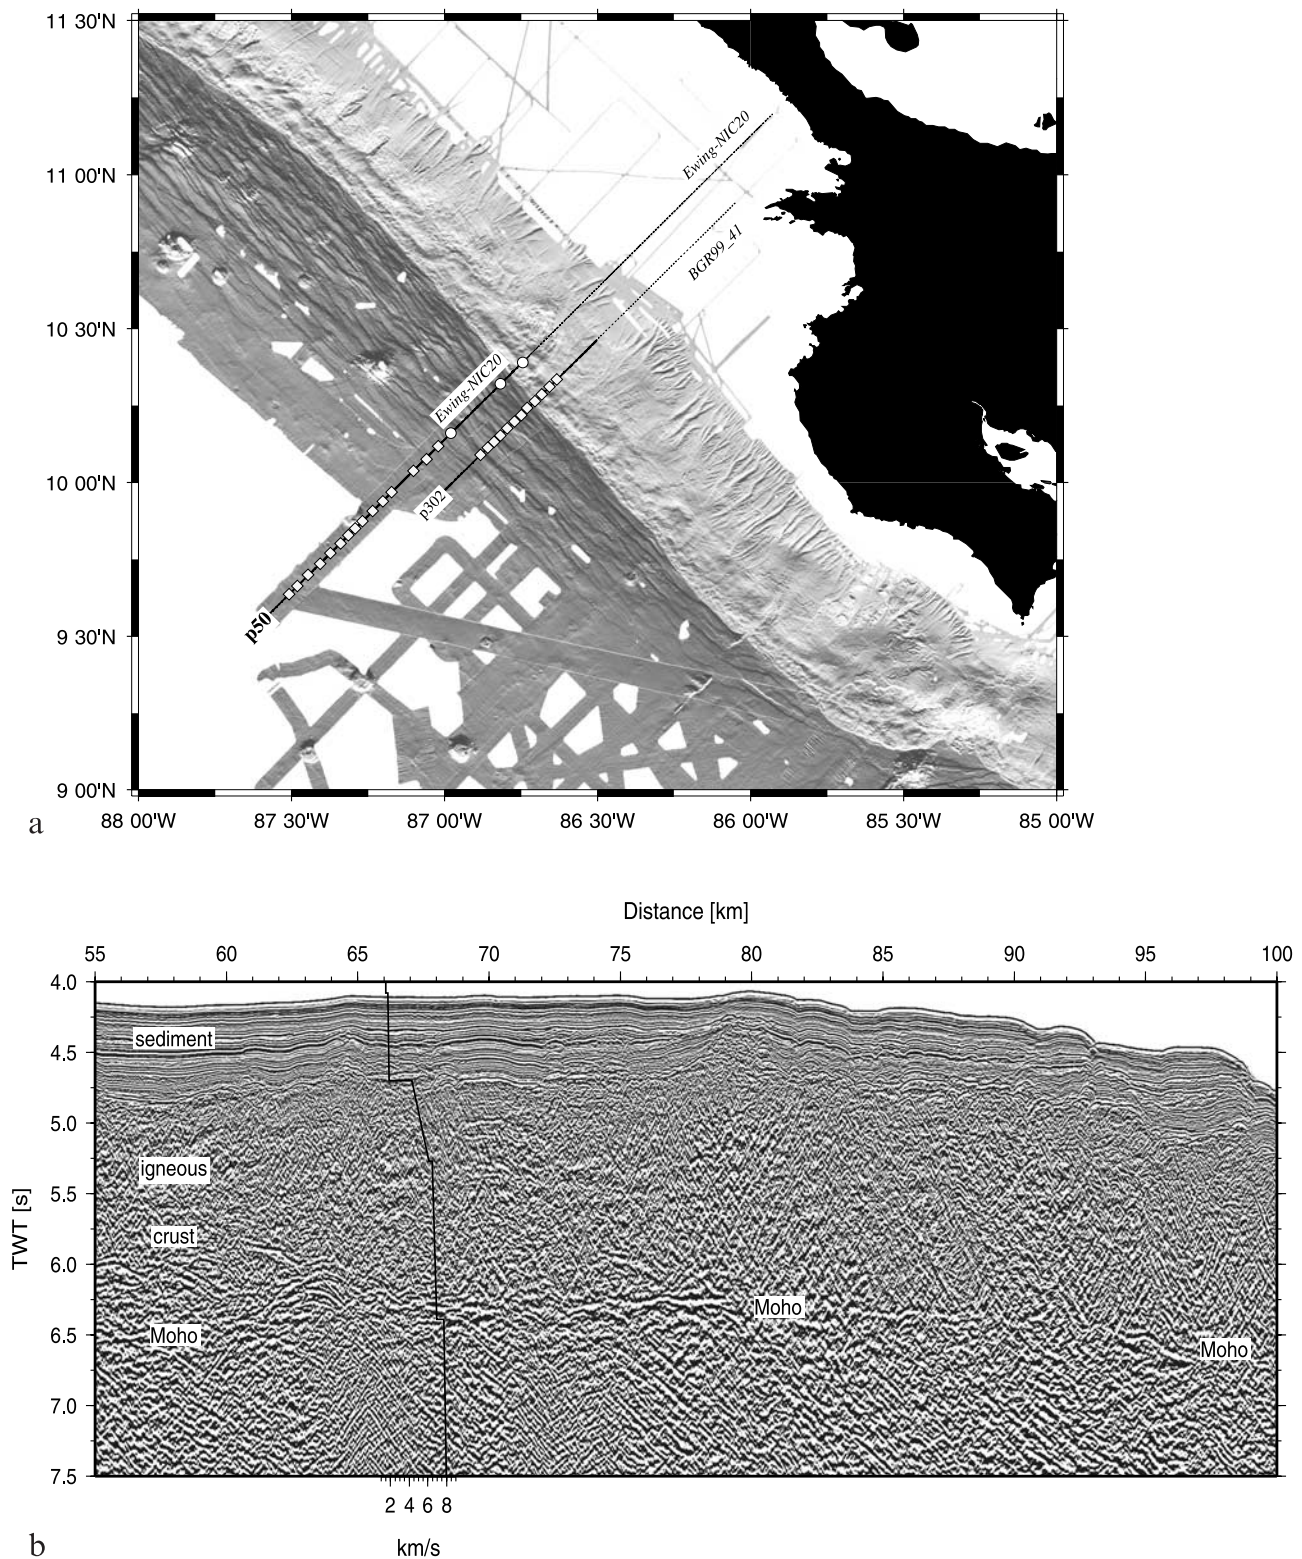 11 30'N
11 00'N
10 30'N
10 00'N
9 30'N
9 00'N
88 00'W 87 30'W 87 00'W 86 30'W 86 00'W 85 30'W 85 00'W
Ewing-NIC20
BGR99_41
Ewing-NIC20
p302
p50
a
Distance [km]
55 60 65 70 75 80 85 90 95 100
4.0
4.5
5.0
5.5
6.0
6.5
7.0
7.5
TWT [s]
sediment
igneous
crust
Moho
Moho
Moho
2 4 6 8
km/s
b